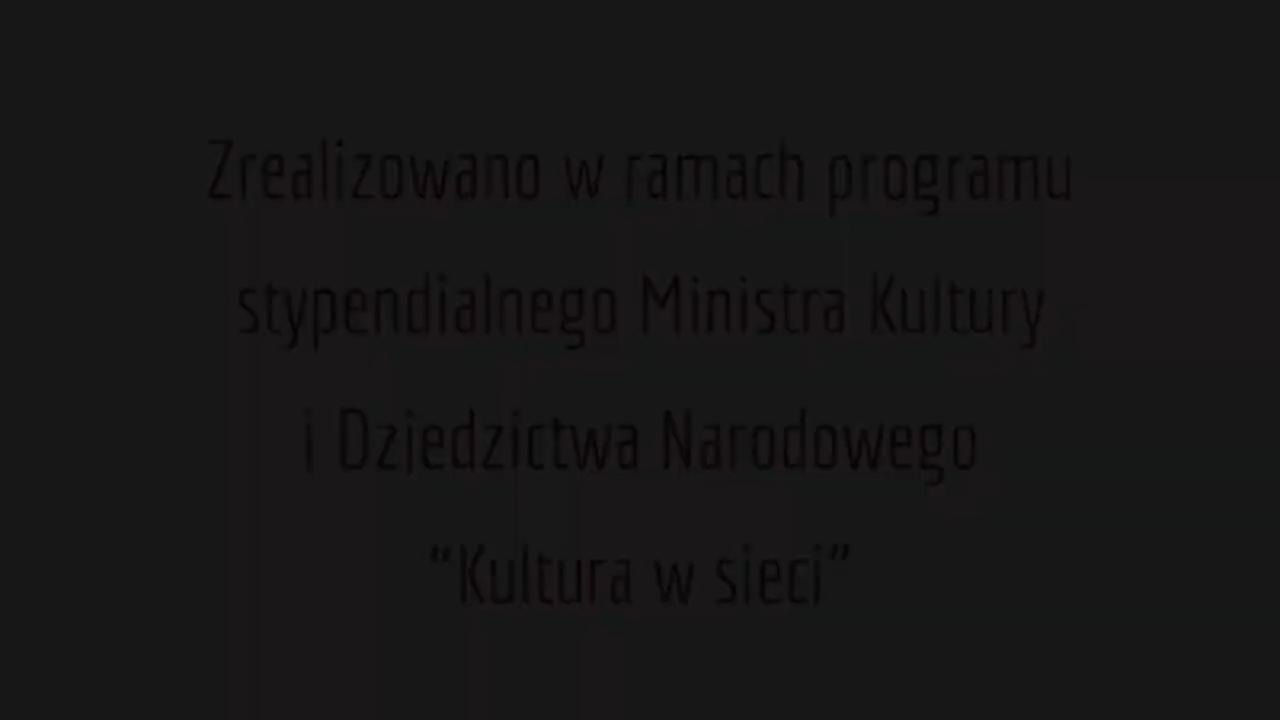 Zrealizowano w ramach programu
stypendialnego Ministra Kultury
i Dziedzictwa Narodowego
“Kultura w sieci”